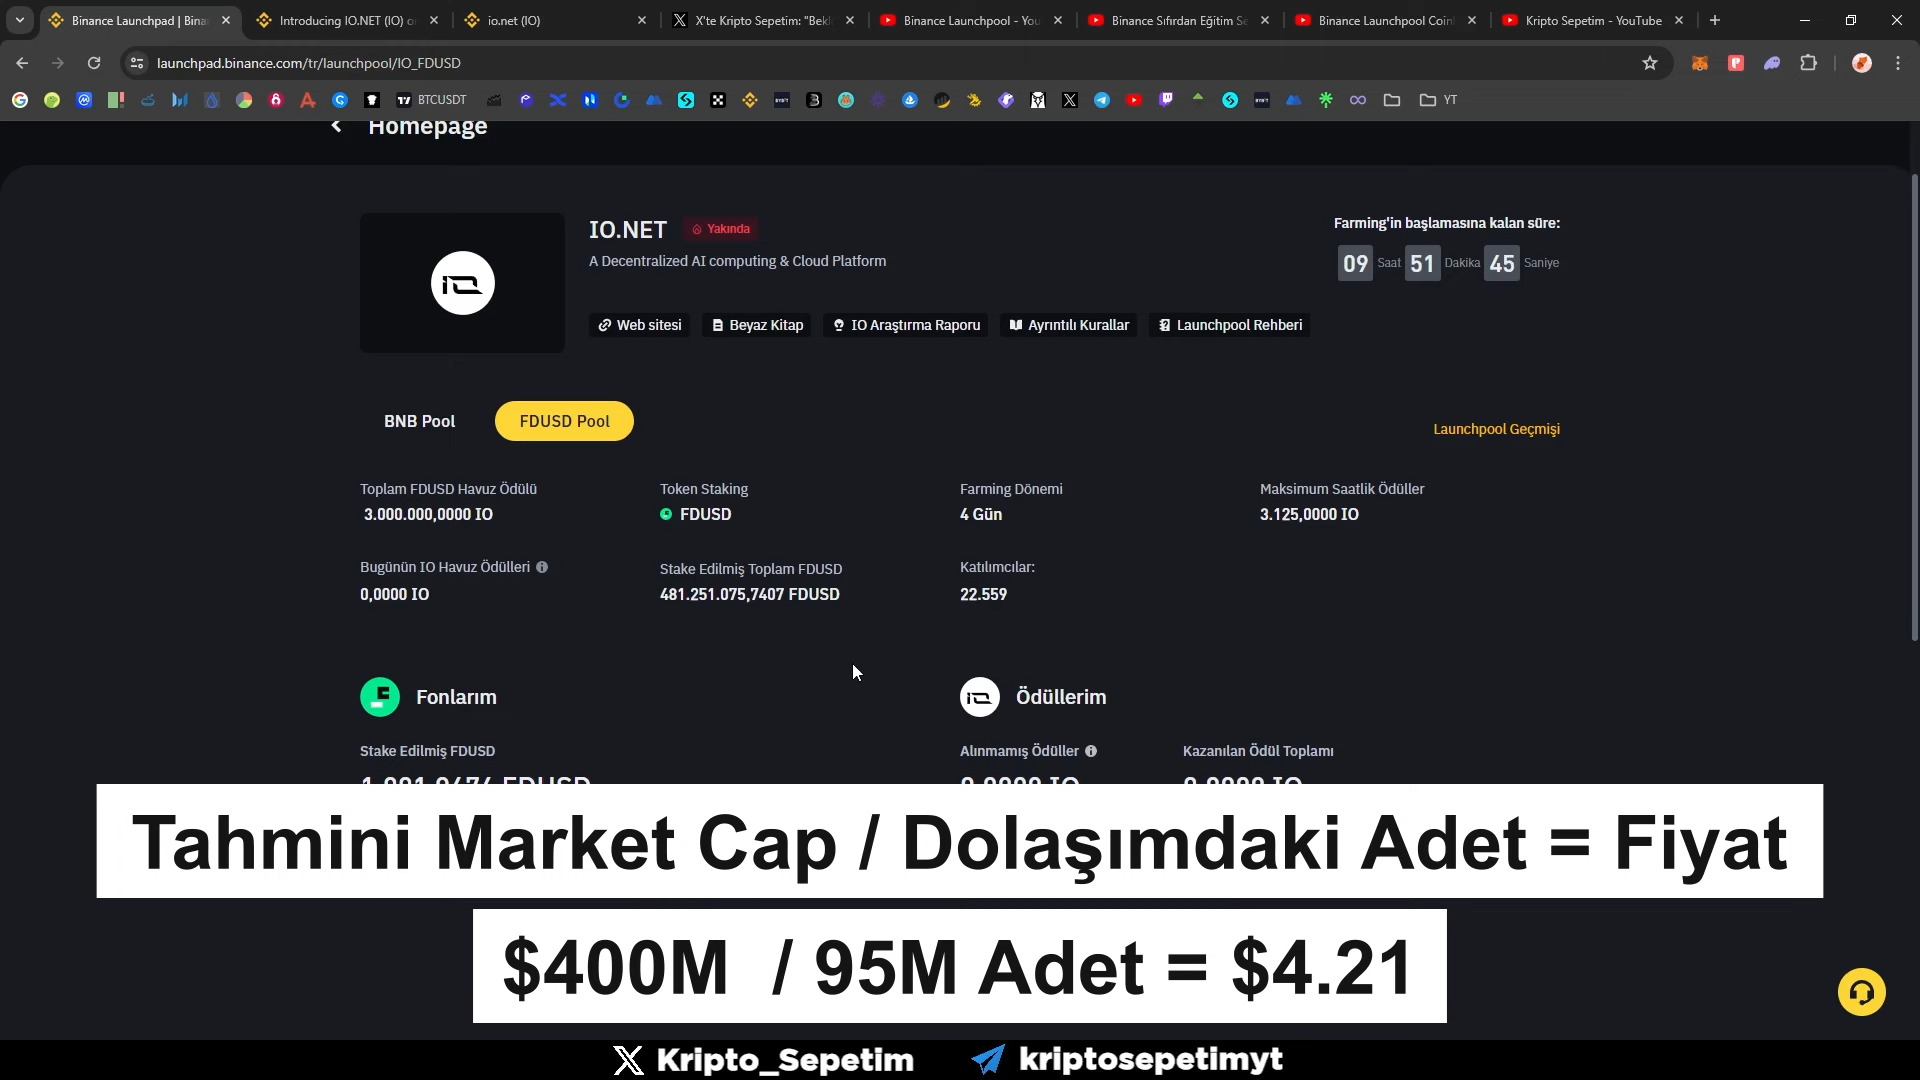 Binance Launchpad | Bina
Introducing IO.NET (IO) o
io.net (IO)
X'te Kripto Sepetim: "Bekl
Binance Launchpool - You
Binance Sıfırdan Eğitim Se
Binance Launchpool Coin
Kripto Sepetim - YouTube
launchpad.binance.com/tr/launchpool/IO_FDUSD
BTCUSDT
YT
Homepage
IO.NET
Yakında
A Decentralized AI computing & Cloud Platform
Farming'in başlamasına kalan süre:
09 Saat 51 Dakika 45 Saniye
Web sitesi
Beyaz Kitap
IO Araştırma Raporu
Ayrıntılı Kurallar
Launchpool Rehberi
BNB Pool
FDUSD Pool
Launchpool Geçmişi
Toplam FDUSD Havuz Ödülü
3.000.000,0000 IO
Token Staking
FDUSD
Farming Dönemi
4 Gün
Maksimum Saatlik Ödüller
3.125,0000 IO
Bugünün IO Havuz Ödülleri
0,0000 IO
Stake Edilmiş Toplam FDUSD
481.251.075,7407 FDUSD
Katılımcılar:
22.559
Fonlarım
Ödüllerim
Stake Edilmiş FDUSD
Alınmamış Ödüller
0,0000 IO
Kazanılan Ödül Toplamı
0,0000 IO
Tahmini Market Cap / Dolaşımdaki Adet = Fiyat
$400M / 95M Adet = $4.21
Kripto_Sepetim
kriptosepetimyt